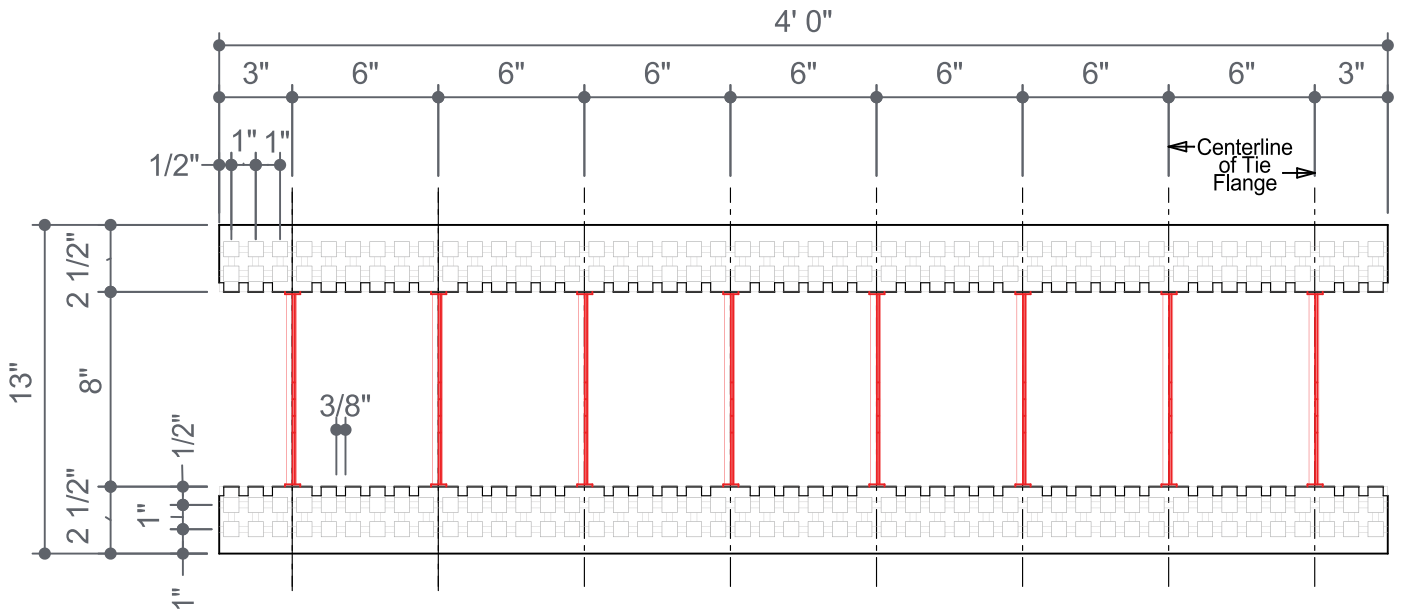 4' 0"
3" 6" 6" 6" 6" 6" 6" 6" 3"
1" 1"
1/2"
Centerline
of Tie
Flange
2 1/2"
13"
8"
3/8"
1/2"
2 1/2"
1"
1"